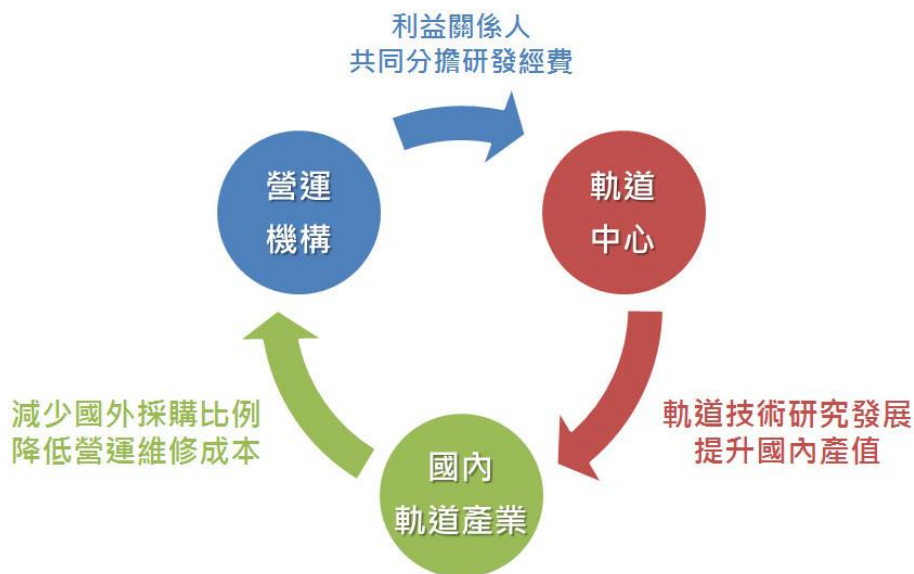 利益關係人
共同分擔研發經費
營運
機構
軌道
中心
減少國外採購比例
降低營運維修成本
軌道技術研究發展
提升國內產值
國內
軌道產業